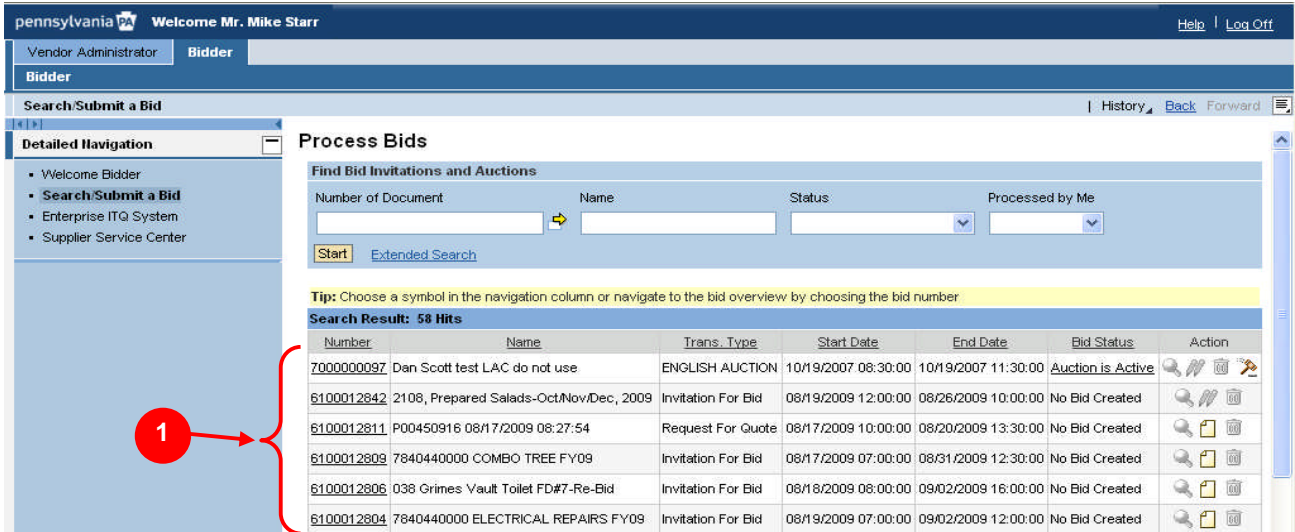 pennsylvania PA Welcome Mr. Mike Starr Help Log Off
Vendor Administrator Bidder
Bidder
Search/Submit a Bid History Back Forward
Detailed Navigation
Welcome Bidder
Search/Submit a Bid
Enterprise ITQ System
Supplier Service Center
Process Bids
Find Bid Invitations and Auctions
Number of Document Name Status Processed by Me
Start Extended Search
Tip: Choose a symbol in the navigation column or navigate to the bid overview by choosing the bid number
Search Result: 58 Hits
Number Name Trans. Type Start Date End Date Bid Status Action
7000000097 Dan Scott test LAC do not use ENGLISH AUCTION 10/19/2007 08:30:00 10/19/2007 11:30:00 Auction is Active
6100012842 2108, Prepared Salads-Oct/Nov/Dec, 2009 Invitation For Bid 08/19/2009 12:00:00 08/26/2009 10:00:00 No Bid Created
6100012811 P00450916 08/17/2009 08:27:54 Request For Quote 08/17/2009 10:00:00 08/20/2009 13:30:00 No Bid Created
6100012809 7840440000 COMBO TREE FY09 Invitation For Bid 08/17/2009 07:00:00 08/31/2009 12:30:00 No Bid Created
6100012806 038 Grimes Vault Toilet FD#7-Re-Bid Invitation For Bid 08/18/2009 08:00:00 09/02/2009 16:00:00 No Bid Created
6100012804 7840440000 ELECTRICAL REPAIRS FY09 Invitation For Bid 08/19/2009 07:00:00 09/02/2009 12:00:00 No Bid Created
1